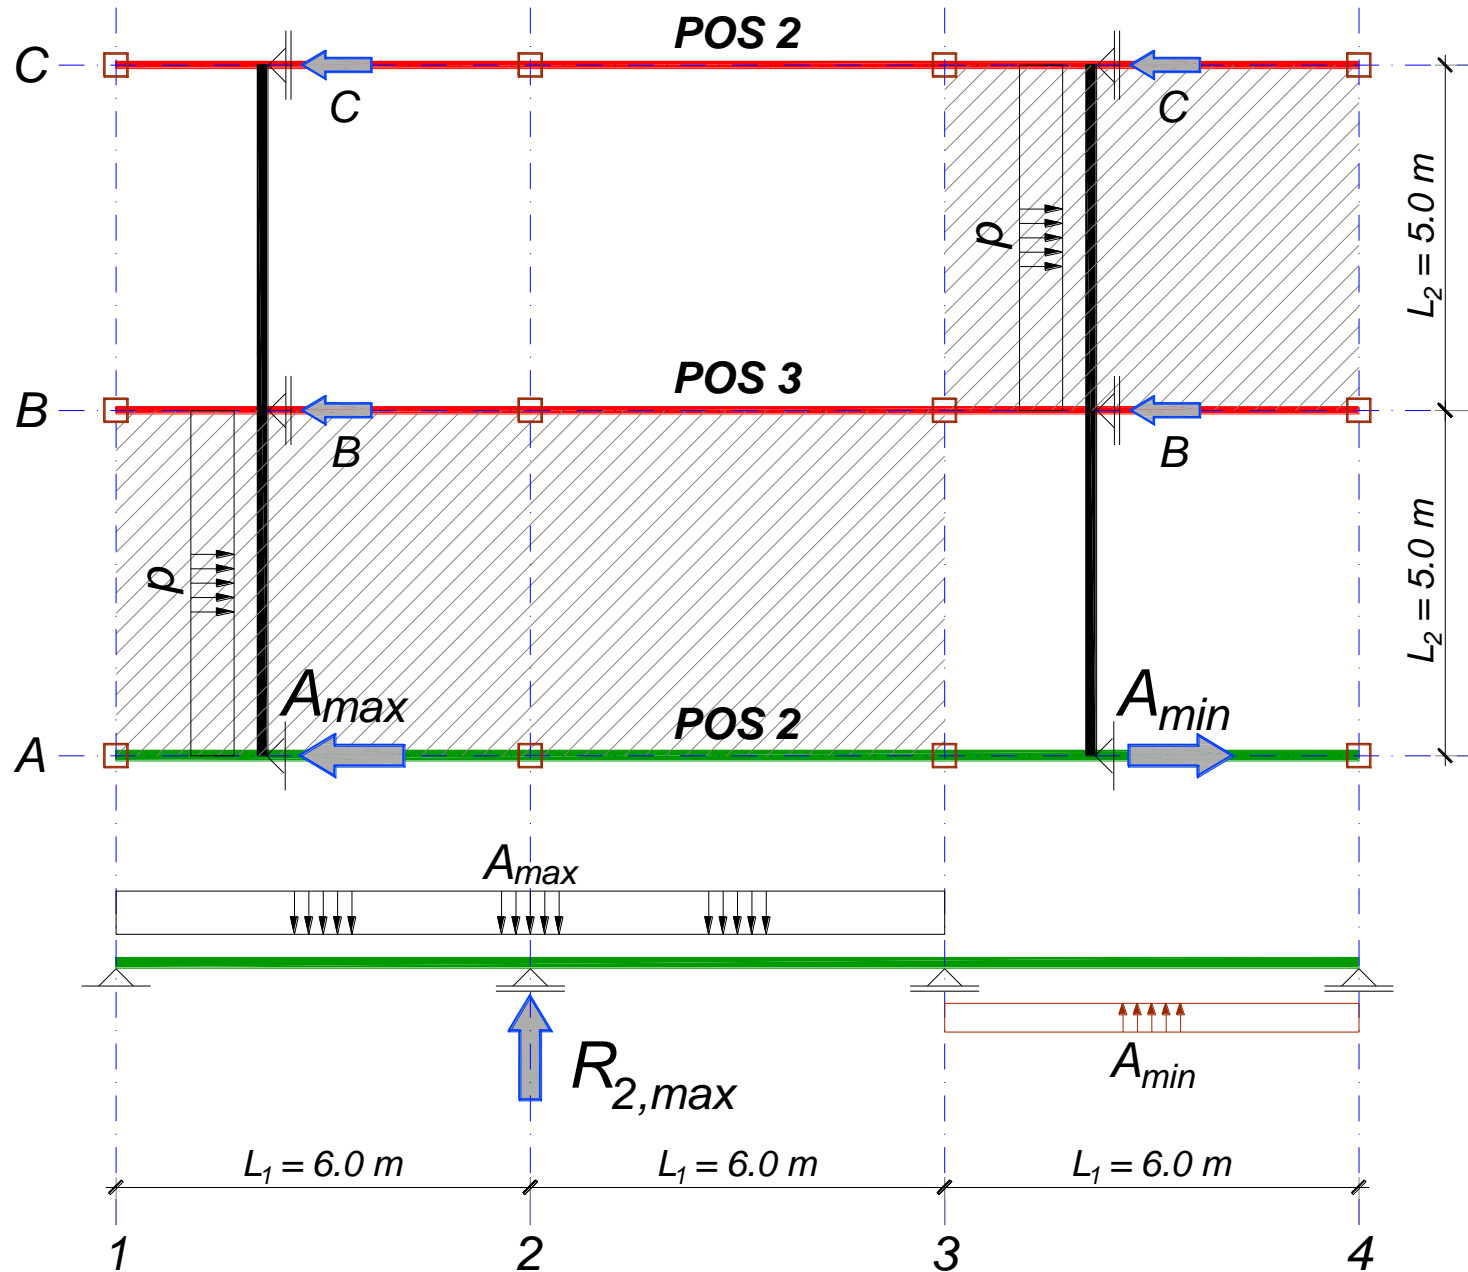 POS 2
C
C
C
p
L2 = 5.0 m
POS 3
B
B
B
p
L2 = 5.0 m
Amax
POS 2
Amin
A
Amax
R2,max
Amin
L1 = 6.0 m
L1 = 6.0 m
L1 = 6.0 m
1
2
3
4